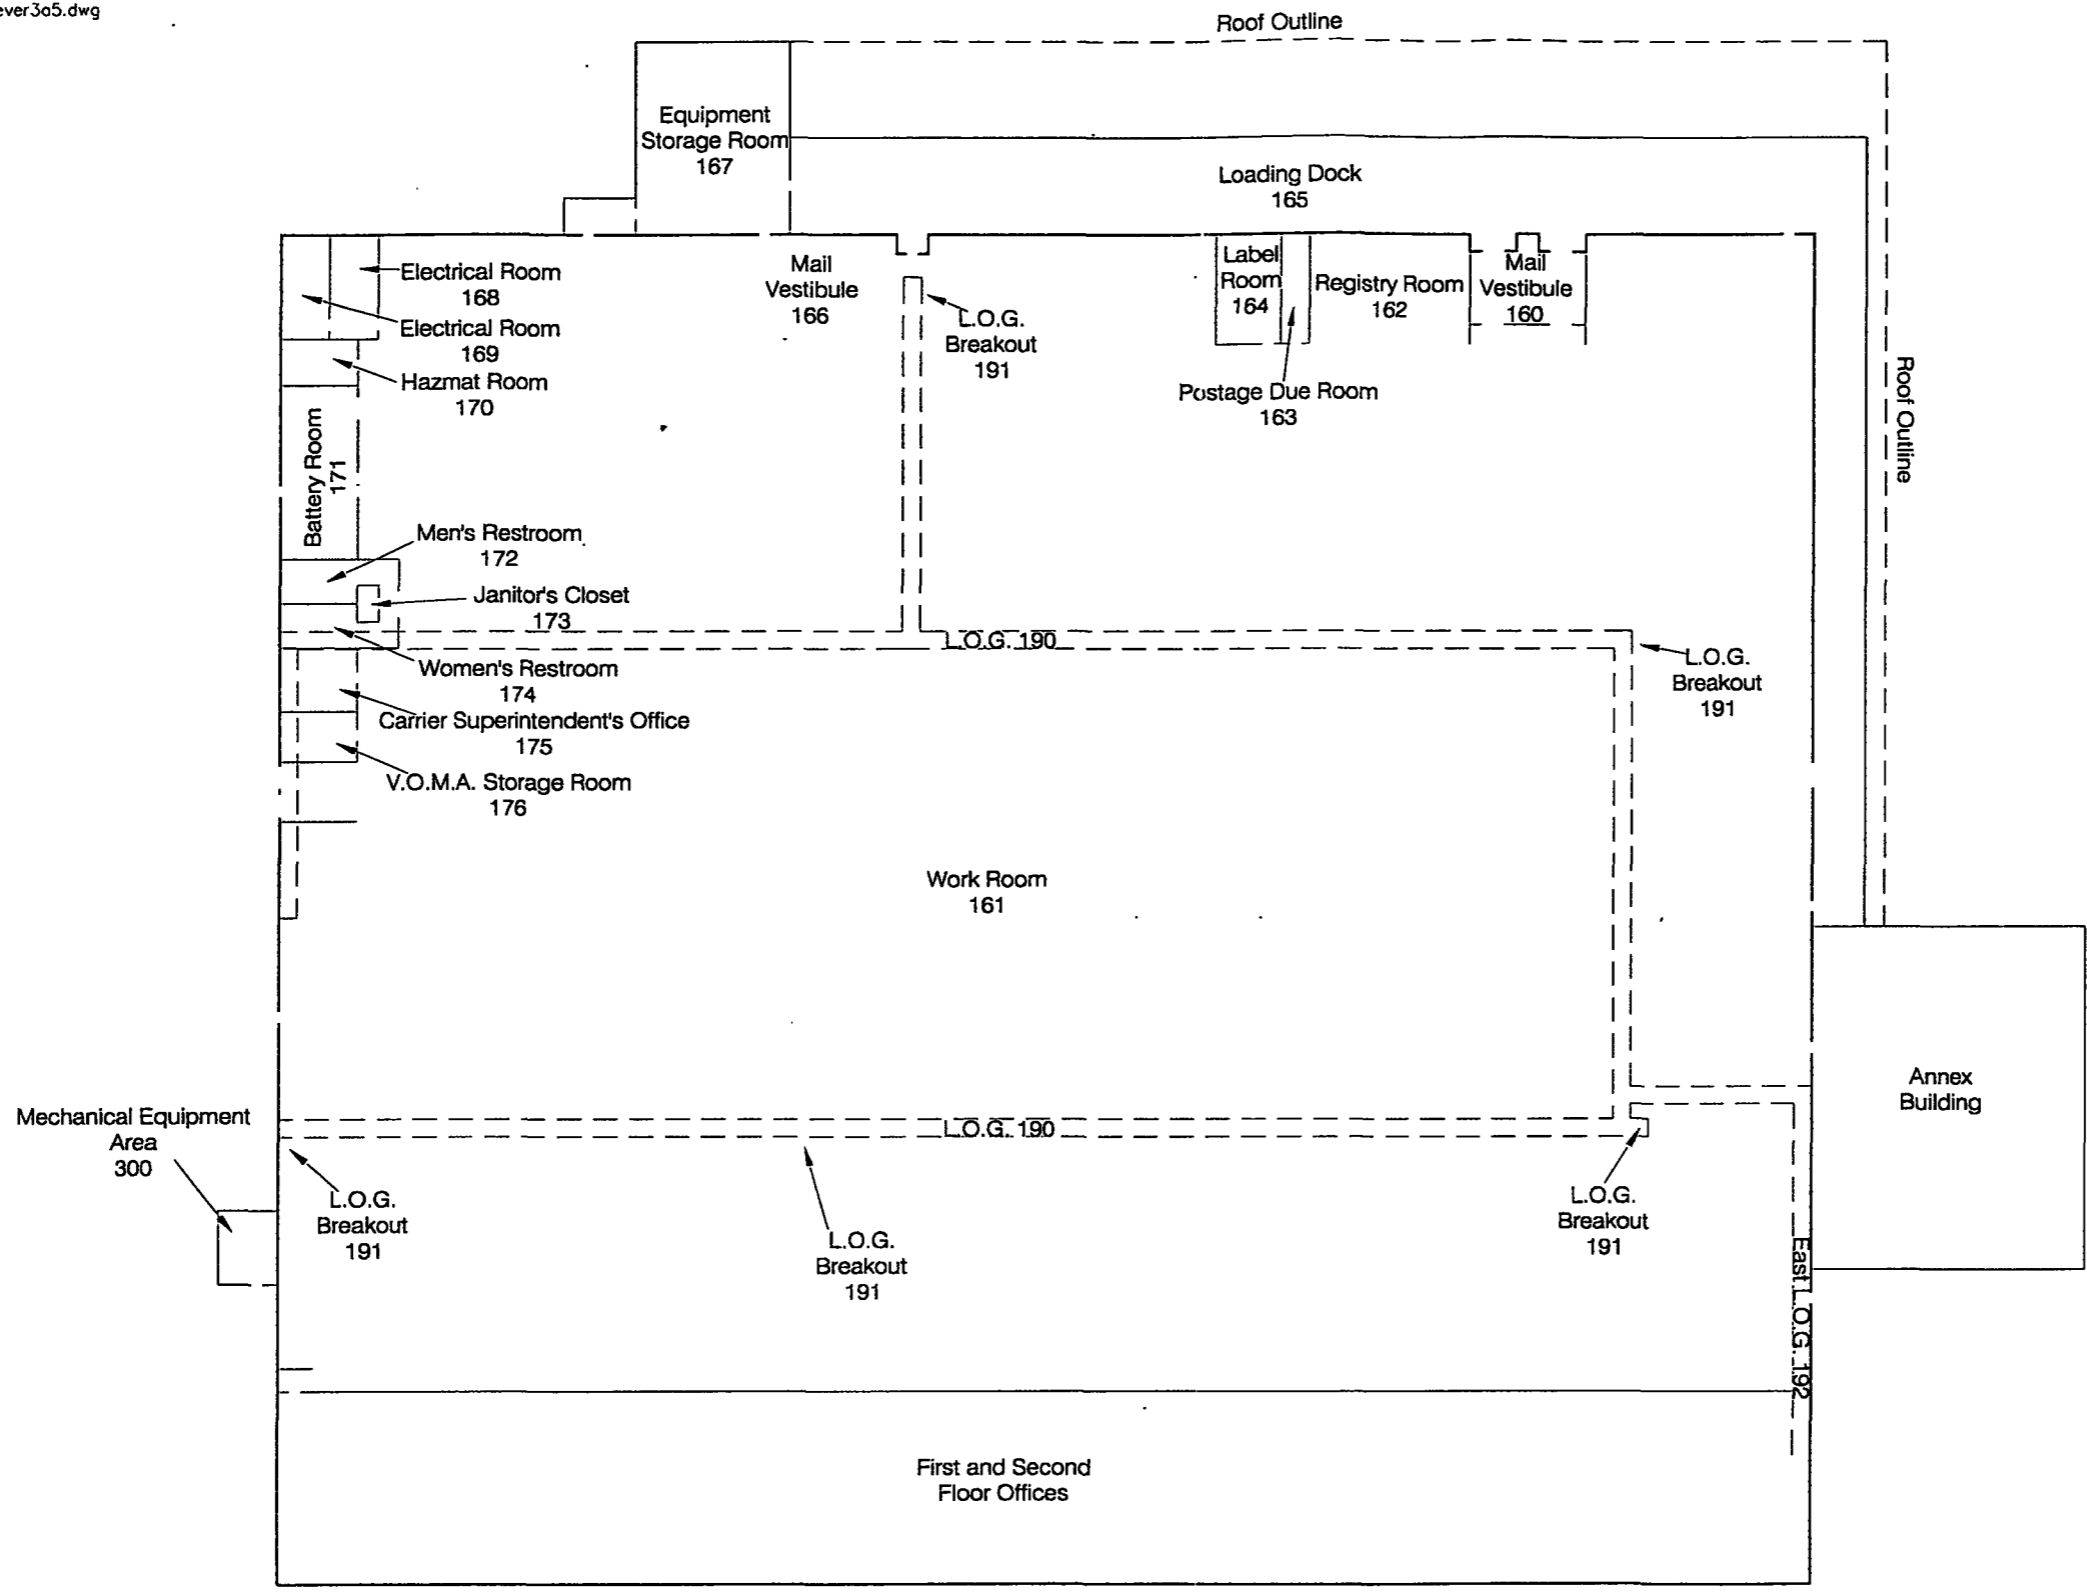 ever3a5.dwg
Roof Outline
Equipment
Storage Room
167
Loading Dock
165
Electrical Room
168
Electrical Room
169
Hazmat Room
170
Battery Room
171
Mail
Vestibule
166
L.O.G.
Breakout
191
Label
Room
164
Registry Room
162
Mail
Vestibule
160
Postage Due Room
163
Roof Outline
Men's Restroom
172
Janitor's Closet
173
Women's Restroom
174
Carrier Superintendent's Office
175
V.O.M.A. Storage Room
176
L.O.G. 190
L.O.G.
Breakout
191
Work Room
161
Mechanical Equipment
Area
300
L.O.G. 190
L.O.G.
Breakout
191
L.O.G.
Breakout
191
L.O.G.
Breakout
191
East L.O.G. 192
Annex
Building
First and Second
Floor Offices